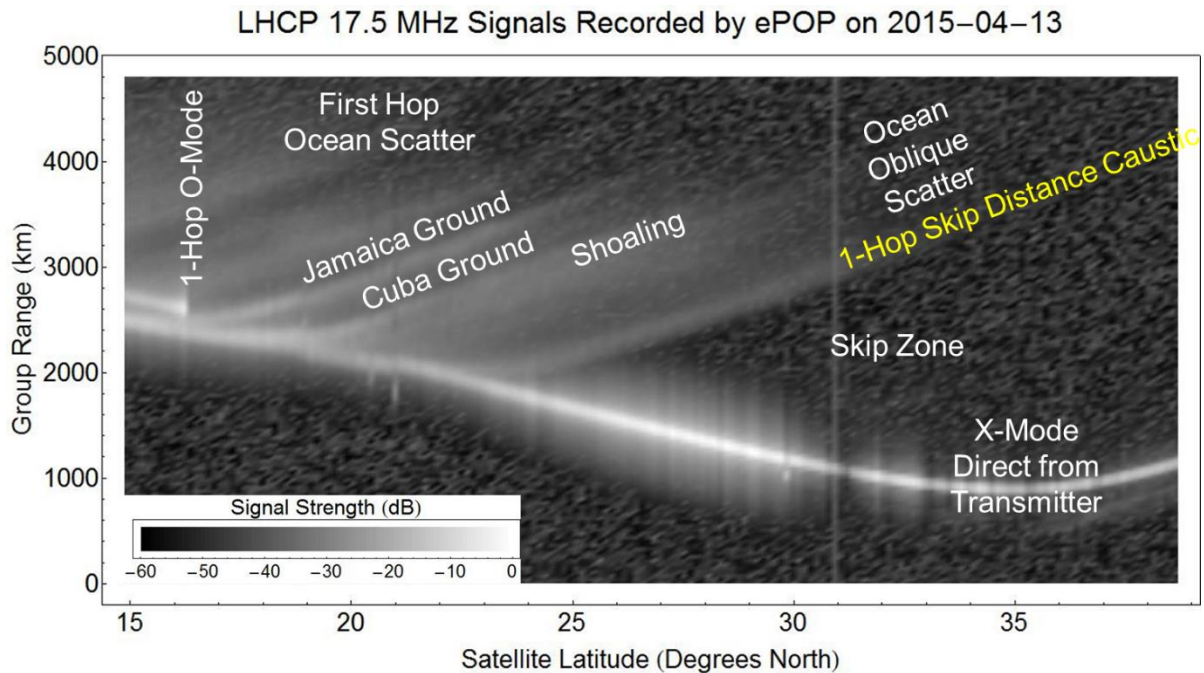 LHCP 17.5 MHz Signals Recorded by ePOP on 2015−04−13
Group Range (km)
5000
4000
3000
2000
1000
0
1-Hop O-Mode
First Hop
Ocean Scatter
Jamaica Ground
Cuba Ground
Shoaling
Ocean
Oblique
Scatter
1-Hop Skip Distance Caustic
Skip Zone
X-Mode
Direct from
Transmitter
Signal Strength (dB)
−60 −50 −40 −30 −20 −10 0
15 20 25 30 35
Satellite Latitude (Degrees North)